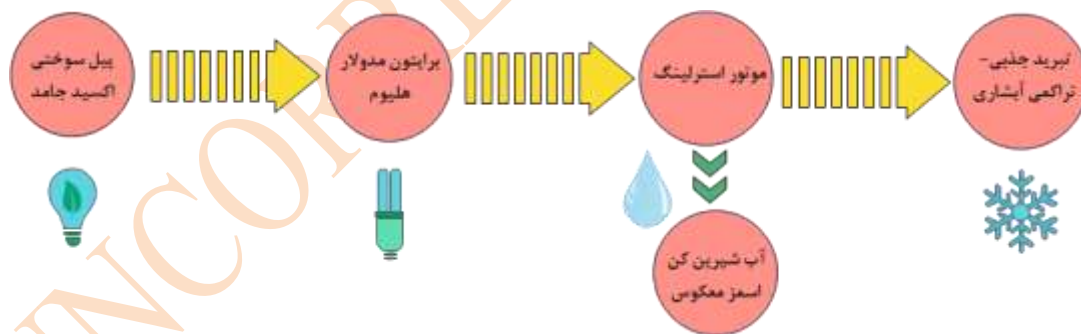 پیل سوختی
اکسید جامد
برایتون مدولار
هلیوم
موتور استرلینگ
تبرید جذبی-
تراکمی آبشاری
آب شیرین کن
اسمز معکوس